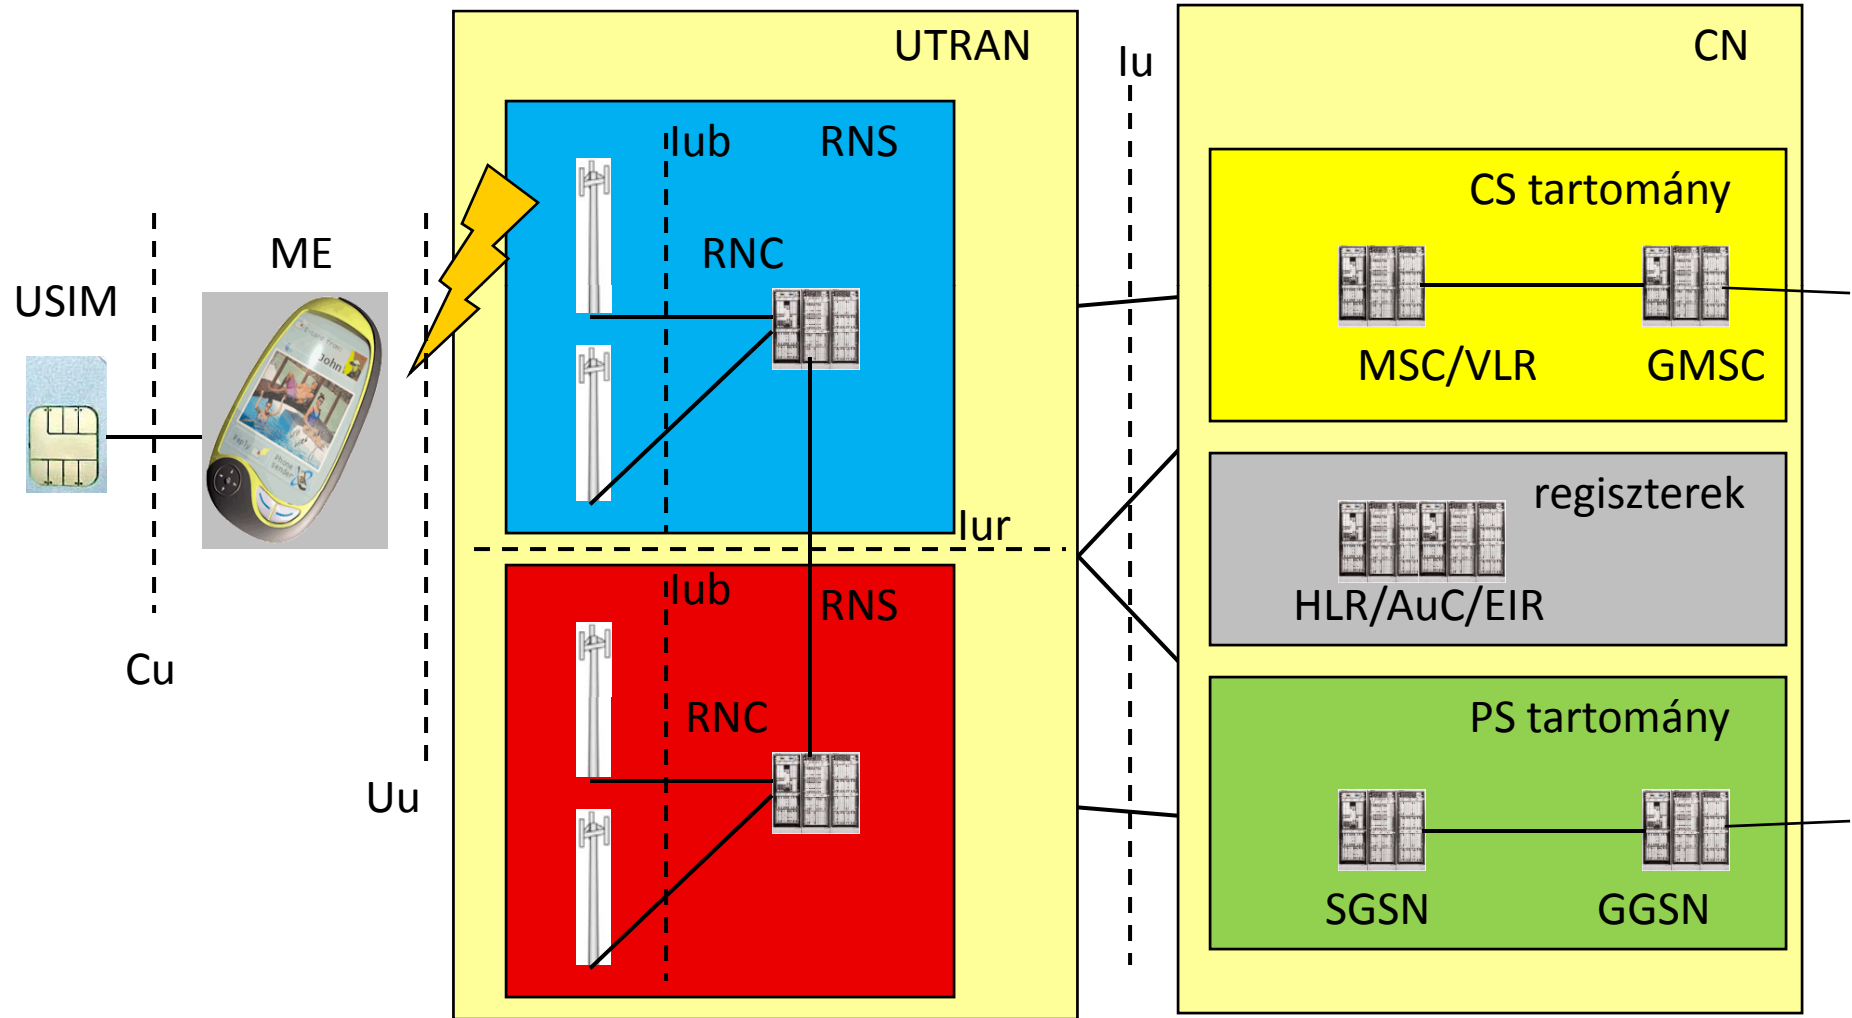 USIM
Cu
ME
John
Uu
UTRAN
Iub
RNS
RNC
Iur
Iub
RNS
RNC
Iu
CN
CS tartomány
MSC/VLR
GMSC
regiszterek
HLR/AuC/EIR
PS tartomány
SGSN
GGSN